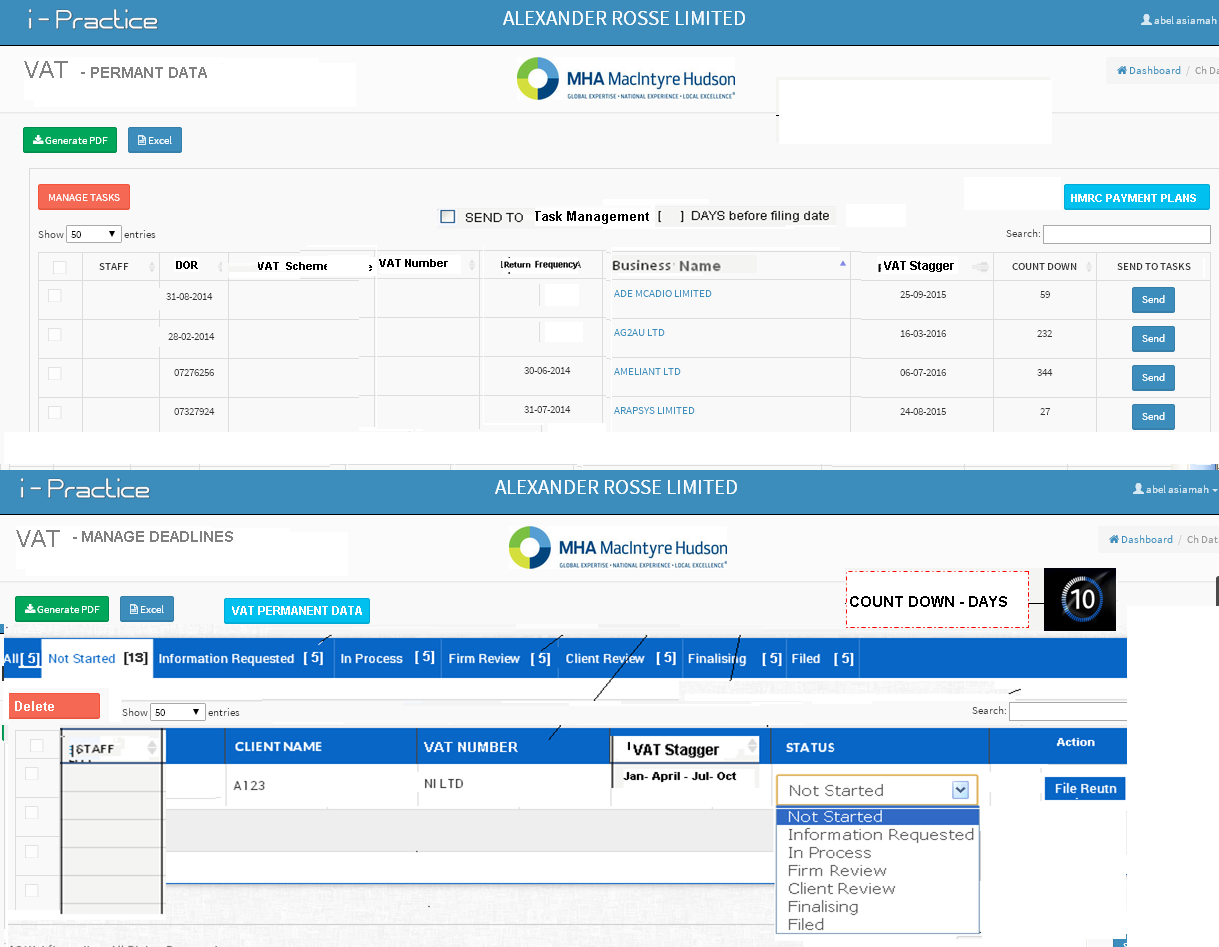 i - Practice ALEXANDER ROSSE LIMITED abel asiamah
VAT - PERMANT DATA MHA MacIntyre Hudson Dashboard / Ch Da
GLOBAL EXPERTISE • NATIONAL EXPERIENCE • LOCAL EXCELLENCE
Generate PDF Excel
MANAGE TASKS HMRC PAYMENT PLANS
SEND TO Task Management [ ] DAYS before filing date
Show 50 entries Search:
STAFF DOR VAT Scheme VAT Number Return Frequency Business Name VAT Stagger COUNT DOWN SEND TO TASKS
31-08-2014 ADE MCADIO LIMITED 25-09-2015 59 Send
28-02-2014 AG2AU LTD 16-03-2016 232 Send
07276256 30-06-2014 AMELIANT LTD 06-07-2016 344 Send
07327924 31-07-2014 ARAPSYS LIMITED 24-08-2015 27 Send
i - Practice ALEXANDER ROSSE LIMITED abel asiamah
VAT - MANAGE DEADLINES MHA MacIntyre Hudson Dashboard / Ch Dat
GLOBAL EXPERTISE • NATIONAL EXPERIENCE • LOCAL EXCELLENCE
Generate PDF Excel VAT PERMANENT DATA COUNT DOWN - DAYS 10
All [ 5] Not Started [13] Information Requested [ 5] In Process [ 5] Firm Review [ 5] Client Review [ 5] Finalising [ 5] Filed [ 5]
Delete Show 50 entries Search:
STAFF CLIENT NAME VAT NUMBER VAT Stagger STATUS Action
A123 NI LTD Jan- April - Jul- Oct Not Started File Reutn
Not Started
Information Requested
In Process
Firm Review
Client Review
Finalising
Filed